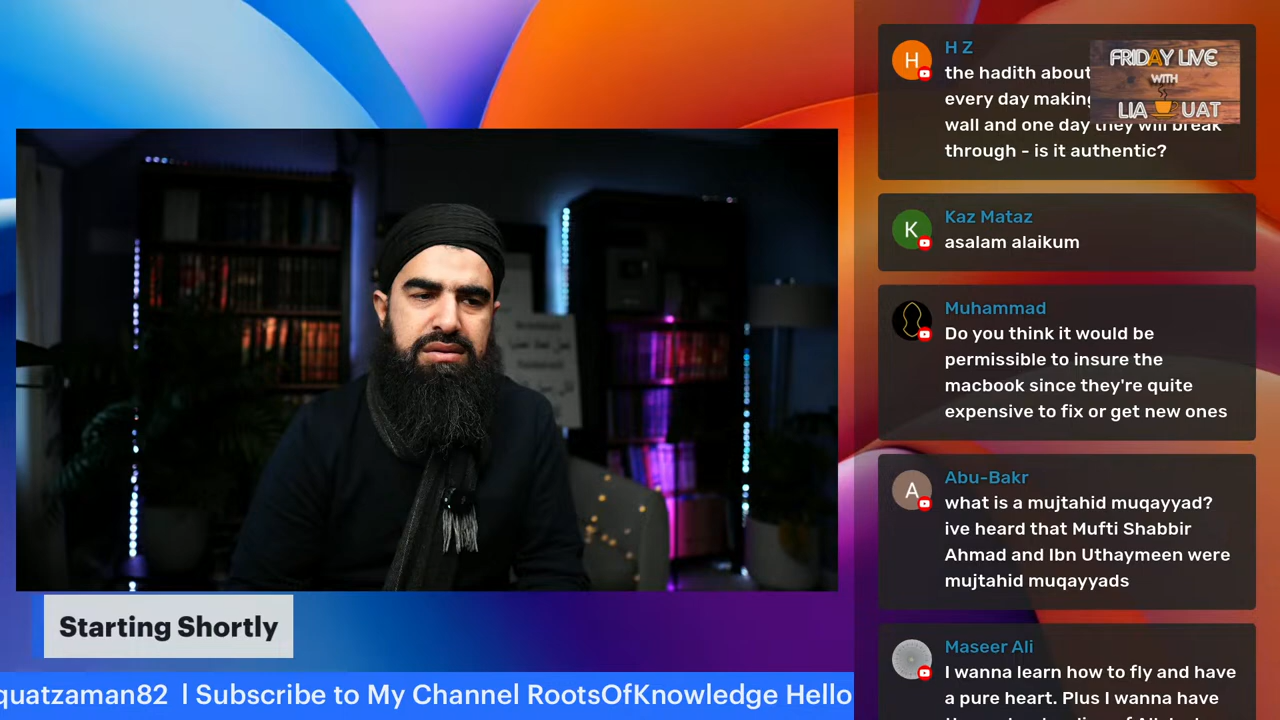 H Z
the hadith about
every day making
wall and one day they will break
through - is it authentic?
FRIDAY LIVE
WITH
LIA UAT
Kaz Mataz
asalam alaikum
Muhammad
Do you think it would be
permissible to insure the
macbook since they're quite
expensive to fix or get new ones
Abu-Bakr
what is a mujtahid muqayyad?
ive heard that Mufti Shabbir
Ahmad and Ibn Uthaymeen were
mujtahid muqayyads
Maseer Ali
I wanna learn how to fly and have
a pure heart. Plus I wanna have
Starting Shortly
quatzaman82 l Subscribe to My Channel RootsOfKnowledge Hello